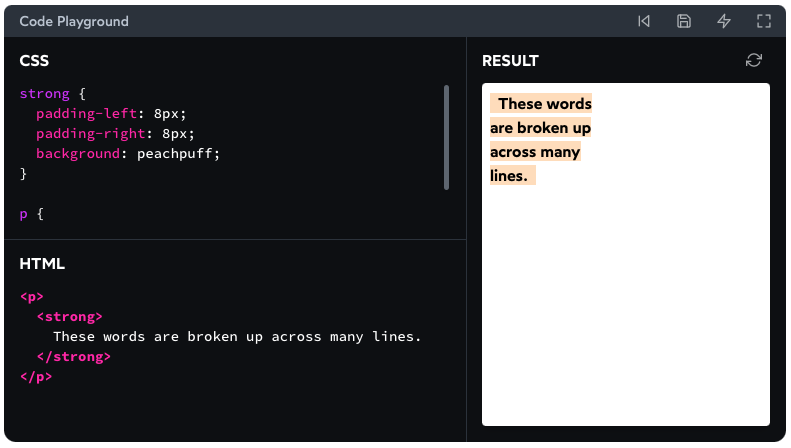 Code Playground
CSS
strong {
  padding-left: 8px;
  padding-right: 8px;
  background: peachpuff;
}

p {
HTML
<p>
  <strong>
    These words are broken up across many lines.
  </strong>
</p>
RESULT
These words
are broken up
across many
lines.